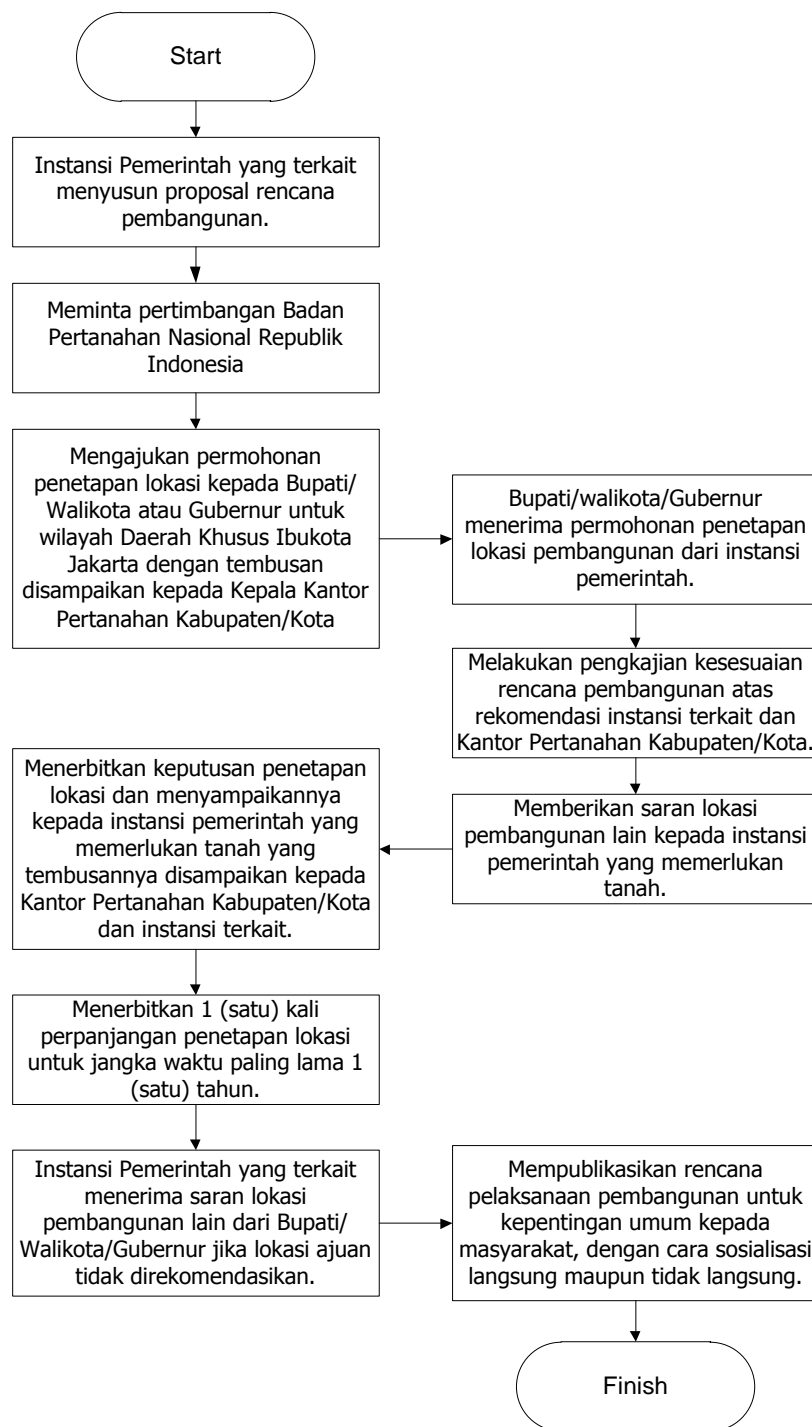 Start
Instansi Pemerintah yang terkait
menyusun proposal rencana
pembangunan.
Meminta pertimbangan Badan
Pertanahan Nasional Republik
Indonesia
Mengajukan permohonan
penetapan lokasi kepada Bupati/
Walikota atau Gubernur untuk
wilayah Daerah Khusus Ibukota
Jakarta dengan tembusan
disampaikan kepada Kepala Kantor
Pertanahan Kabupaten/Kota
Bupati/walikota/Gubernur
menerima permohonan penetapan
lokasi pembangunan dari instansi
pemerintah.
Melakukan pengkajian kesesuaian
rencana pembangunan atas
rekomendasi instansi terkait dan
Kantor Pertanahan Kabupaten/Kota.
Memberikan saran lokasi
pembangunan lain kepada instansi
pemerintah yang memerlukan
tanah.
Menerbitkan keputusan penetapan
lokasi dan menyampaikannya
kepada instansi pemerintah yang
memerlukan tanah yang
tembusannya disampaikan kepada
Kantor Pertanahan Kabupaten/Kota
dan instansi terkait.
Menerbitkan 1 (satu) kali
perpanjangan penetapan lokasi
untuk jangka waktu paling lama 1
(satu) tahun.
Instansi Pemerintah yang terkait
menerima saran lokasi
pembangunan lain dari Bupati/
Walikota/Gubernur jika lokasi ajuan
tidak direkomendasikan.
Mempublikasikan rencana
pelaksanaan pembangunan untuk
kepentingan umum kepada
masyarakat, dengan cara sosialisasi
langsung maupun tidak langsung.
Finish